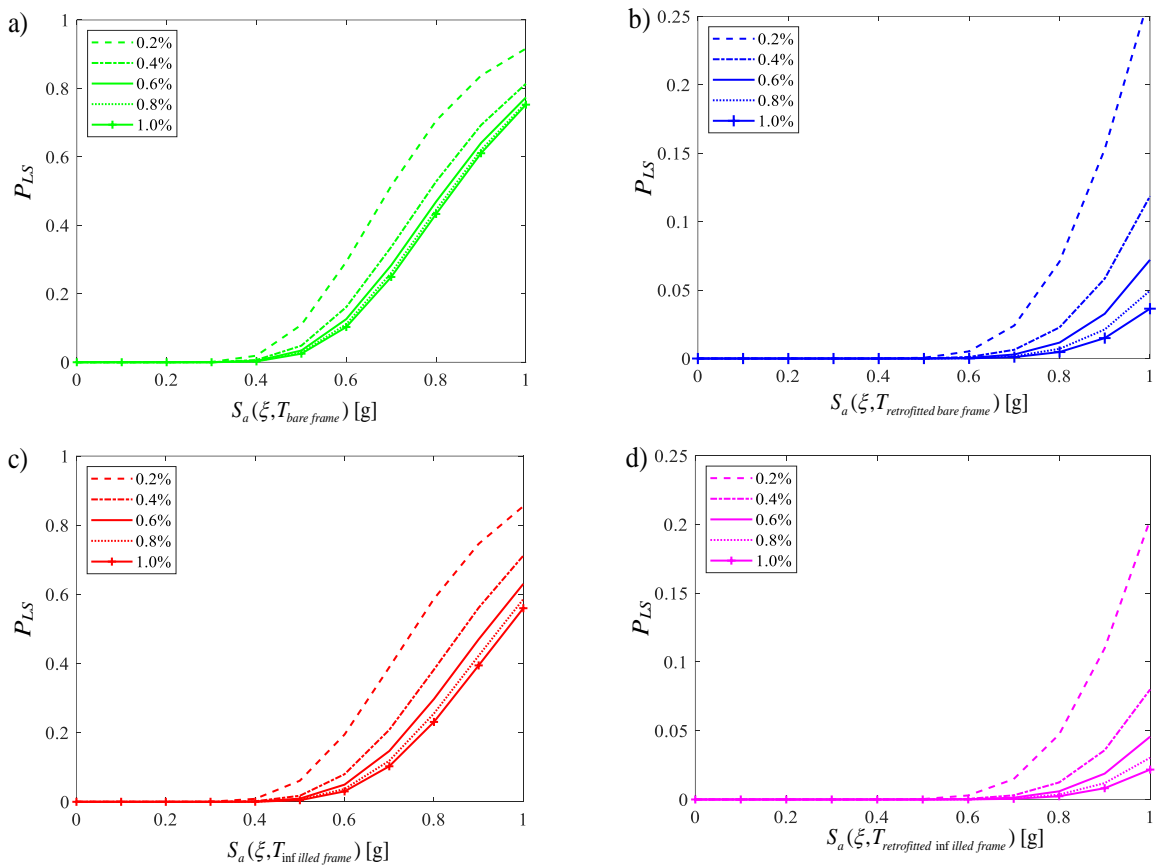 a)
1
0.8
0.6
0.4
0.2
0
P_LS
0.2%
0.4%
0.6%
0.8%
1.0%
0 0.2 0.4 0.6 0.8 1
S_a(ξ,T_bare frame) [g]
b)
0.25
0.2
0.15
0.1
0.05
0
P_LS
0.2%
0.4%
0.6%
0.8%
1.0%
0 0.2 0.4 0.6 0.8 1
S_a(ξ,T_retrofitted bare frame) [g]
c)
1
0.8
0.6
0.4
0.2
0
P_LS
0.2%
0.4%
0.6%
0.8%
1.0%
0 0.2 0.4 0.6 0.8 1
S_a(ξ,T_inf illed frame) [g]
d)
0.25
0.2
0.15
0.1
0.05
0
P_LS
0.2%
0.4%
0.6%
0.8%
1.0%
0 0.2 0.4 0.6 0.8 1
S_a(ξ,T_retrofitted inf illed frame) [g]